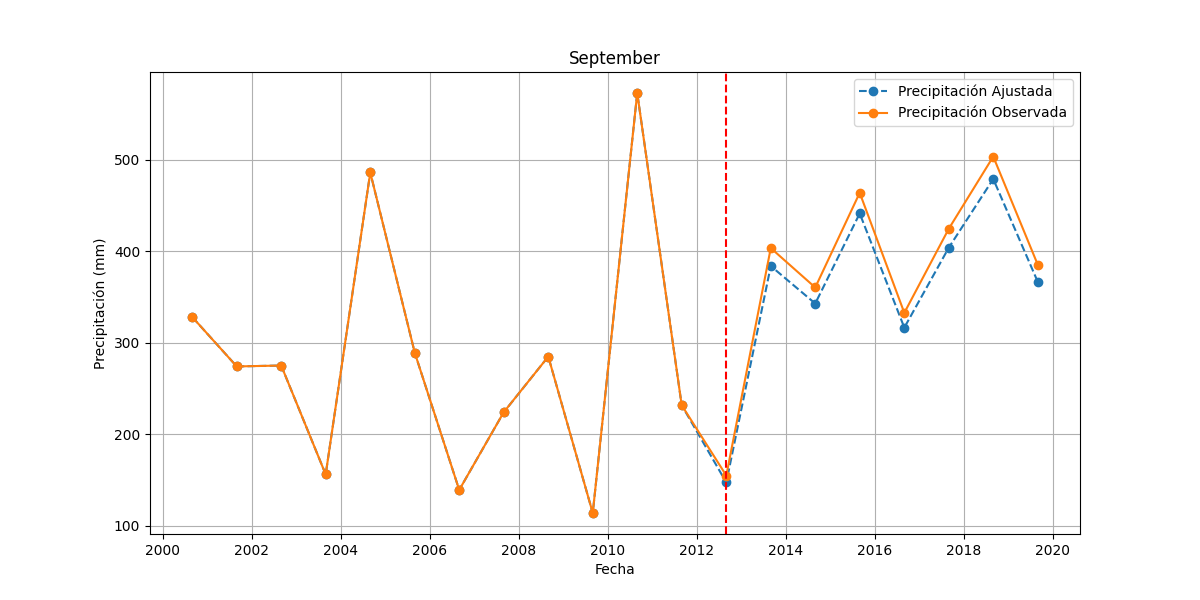 September
Precipitación Ajustada
Precipitación Observada
Precipitación (mm)
500
400
300
200
100
2000 2002 2004 2006 2008 2010 2012 2014 2016 2018 2020
Fecha